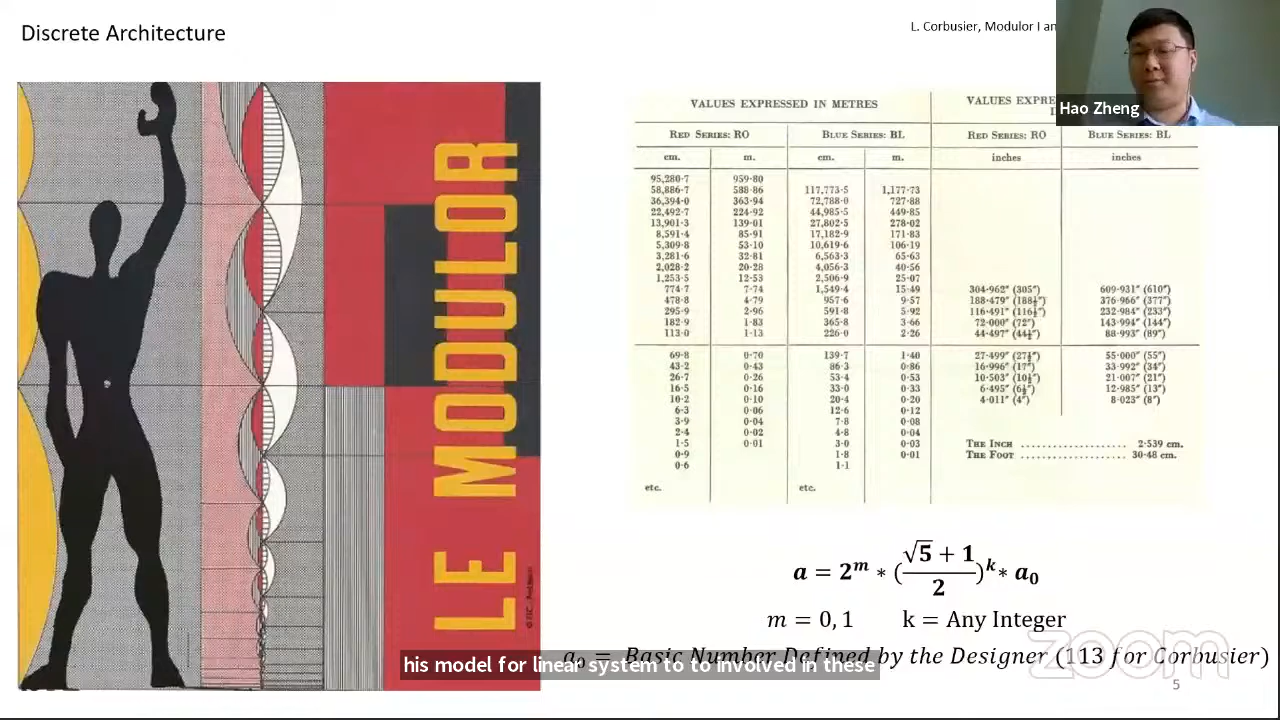 Discrete Architecture
L. Corbusier, Modulor I an
Hao Zheng
LE MODULOR
VALUES EXPRESSED IN METRES
VALUES EXPRE
RED SERIES: RO BLUE SERIES: BL RED SERIES: RO BLUE SERIES: BL
cm. m. cm. m. inches inches
95,280·7 959·80
58,886·7 588·86 117,773·5 1,177·73
36,394·0 363·94 72,788·0 727·88
22,492·7 224·92 44,985·5 449·85
13,901·3 139·01 27,802·5 278·02
8,591·4 85·91 17,182·9 171·83
5,309·8 53·10 10,619·6 106·19
3,281·6 32·81 6,563·3 65·63
2,028·2 20·28 4,056·3 40·56
1,253·5 12·53 2,506·9 25·07
774·7 7·74 1,549·4 15·49 304·962″ (305″) 609·931″ (610″)
478·8 4·79 957·6 9·57 188·479″ (188½″) 376·966″ (377″)
295·9 2·96 591·8 5·92 116·491″ (116½″) 232·984″ (233″)
182·9 1·83 365·8 3·66 72·000″ (72″) 143·994″ (144″)
113·0 1·13 226·0 2·26 44·497″ (44½″) 88·993″ (89″)
69·8 0·70 139·7 1·40 27·499″ (27½″) 55·000″ (55″)
43·2 0·43 86·3 0·86 16·996″ (17″) 33·992″ (34″)
26·7 0·26 53·4 0·53 10·503″ (10½″) 21·007″ (21″)
16·5 0·16 33·0 0·33 6·495″ (6½″) 12·985″ (13″)
10·2 0·10 20·4 0·20 4·011″ (4″) 8·023″ (8″)
6·3 0·06 12·6 0·12
3·9 0·04 7·8 0·08
2·4 0·02 4·8 0·04
1·5 0·01 3·0 0·03 THE INCH .................... 2·539 cm.
0·9 1·8 0·01 THE FOOT .................... 30·48 cm.
0·6 1·1
etc. etc.
a = 2^m * ((√5 + 1)/2)^k * a₀
m = 0, 1 k = Any Integer
a₀ = Basic Number Defined by the Designer (113 for Corbusier)
his model for linear system to to involved in these
zoom
5